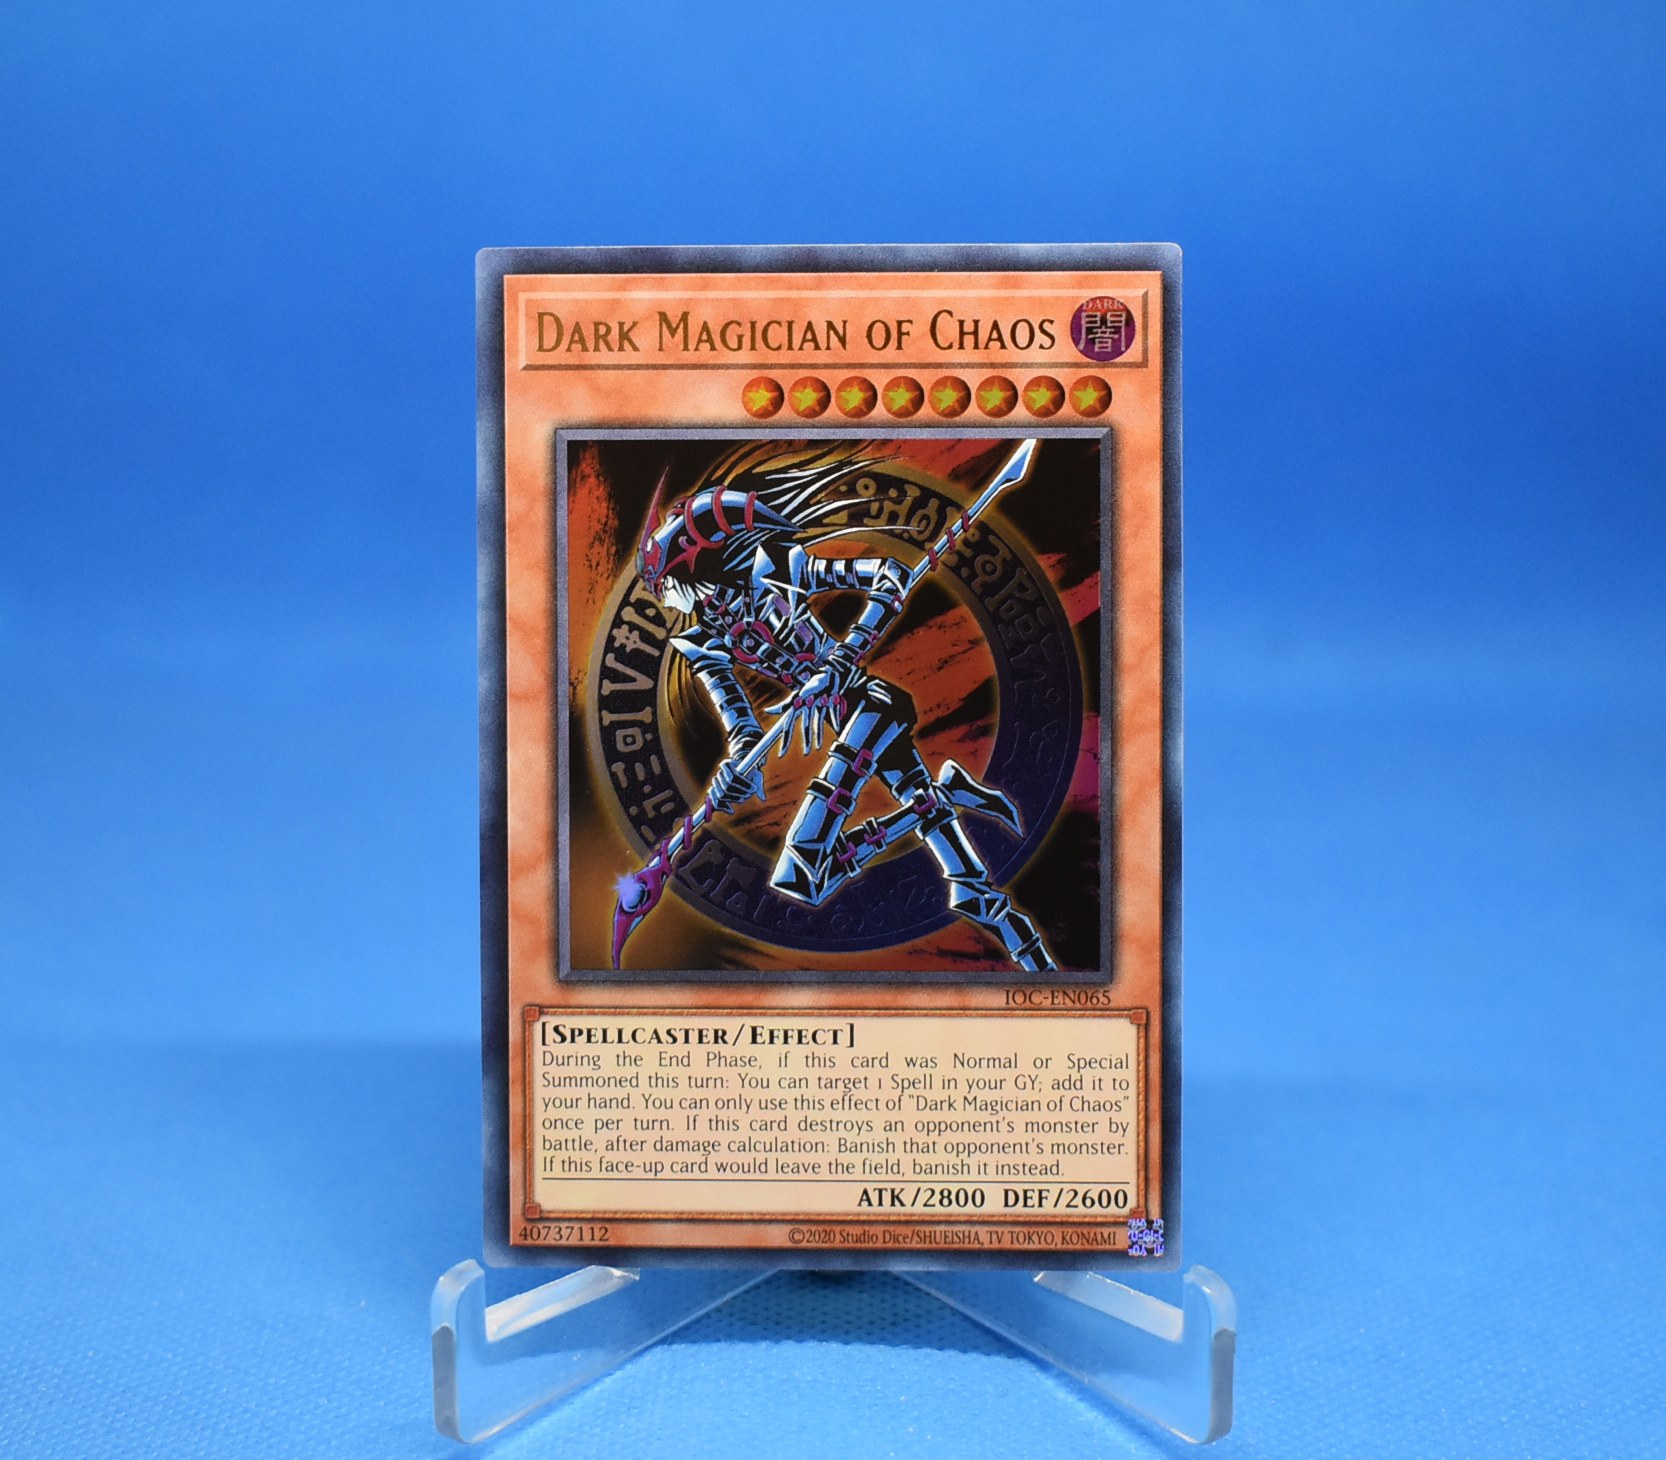 DARK MAGICIAN OF CHAOS
DARK
闇
IOC-EN065
[SPELLCASTER/EFFECT]
During the End Phase, if this card was Normal or Special
Summoned this turn: You can target 1 Spell in your GY; add it to
your hand. You can only use this effect of "Dark Magician of Chaos"
once per turn. If this card destroys an opponent's monster by
battle, after damage calculation: Banish that opponent's monster.
If this face-up card would leave the field, banish it instead.
ATK/2800 DEF/2600
40737112
©2020 Studio Dice/SHUEISHA, TV TOKYO, KONAMI